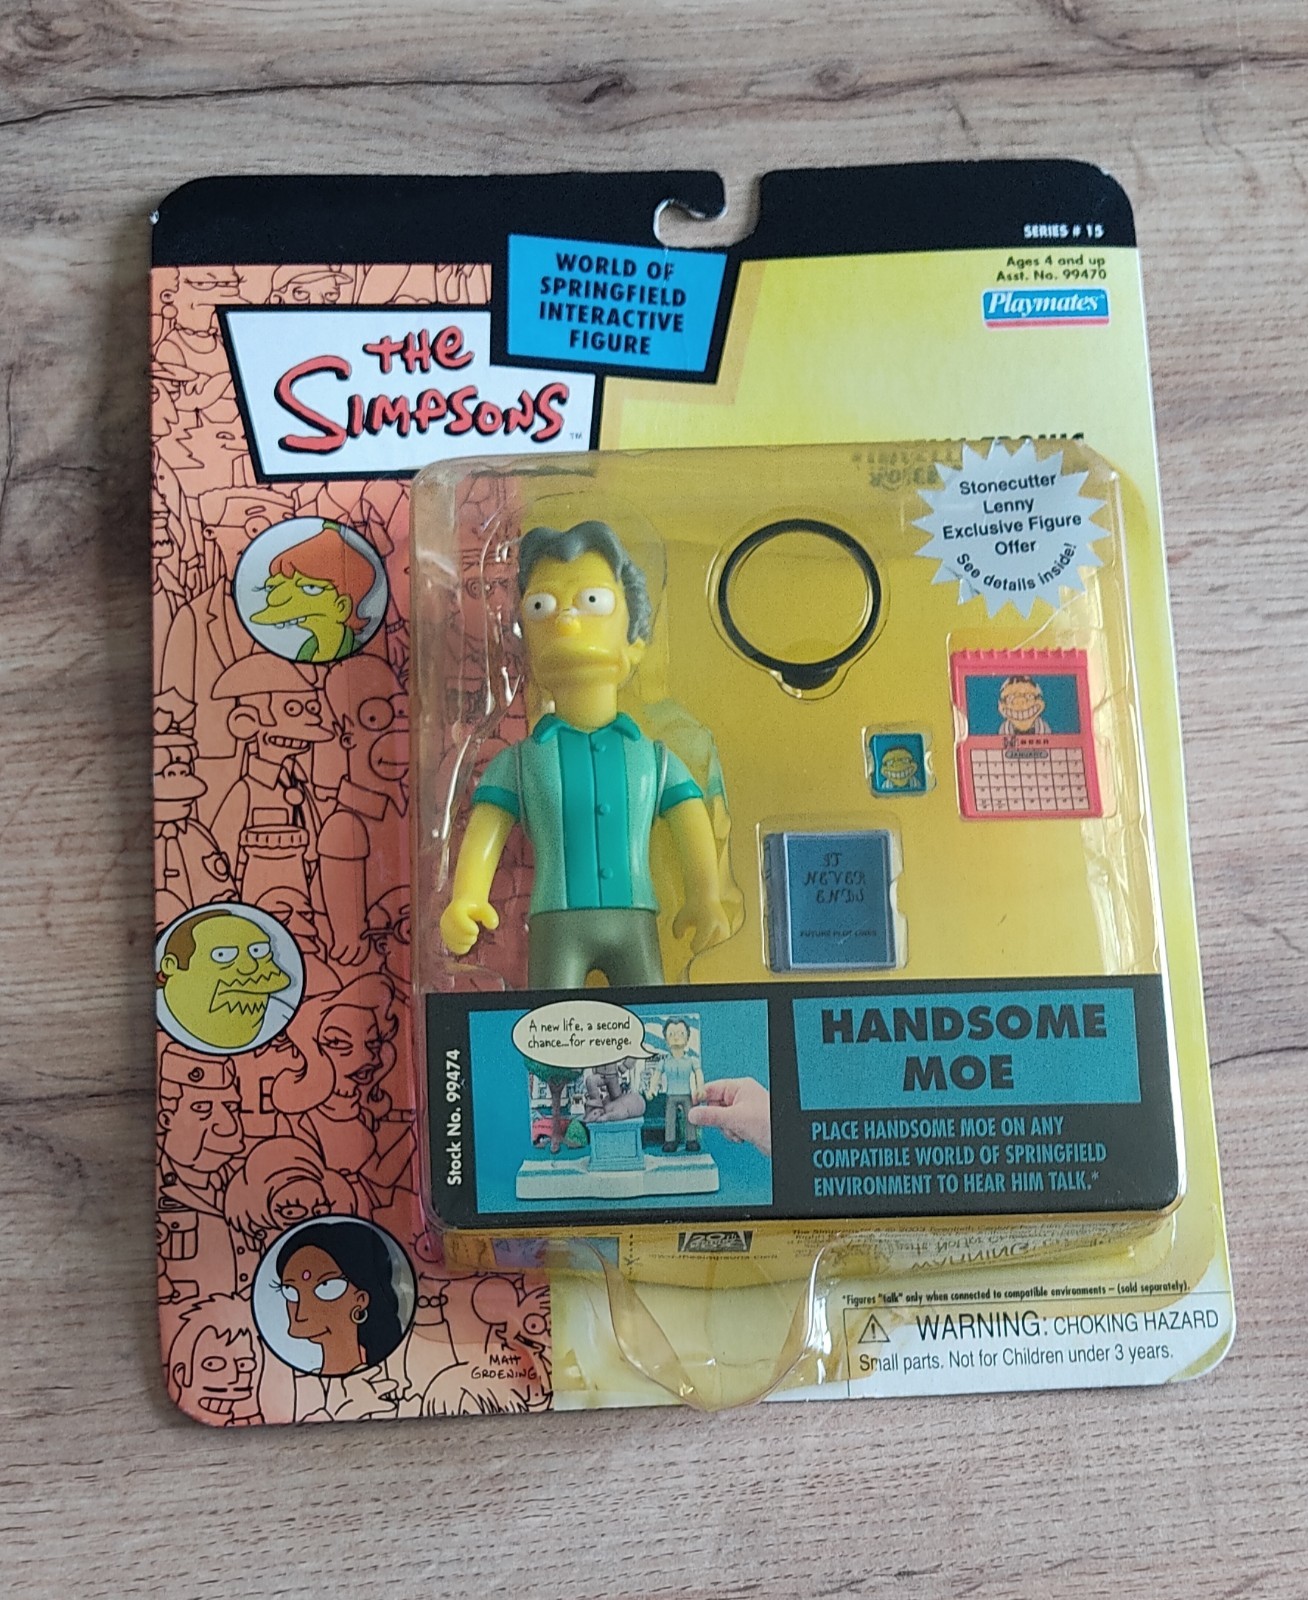 SERIES # 15
Ages 4 and up
Asst. No. 99470
Playmates
WORLD OF
SPRINGFIELD
INTERACTIVE
FIGURE
THE
SIMPSONS
TM
Stonecutter
Lenny
Exclusive Figure
Offer
See details inside!
BEER
JANUARY
IT
NEVER
ENDS
Stock No. 99474
A new life, a second
chance...for revenge.
HANDSOME
MOE
PLACE HANDSOME MOE ON ANY
COMPATIBLE WORLD OF SPRINGFIELD
ENVIRONMENT TO HEAR HIM TALK.*
*Figures "talk" only when connected to compatible environments – (sold separately).
WARNING: CHOKING HAZARD
Small parts. Not for Children under 3 years.
MATT
GROENING